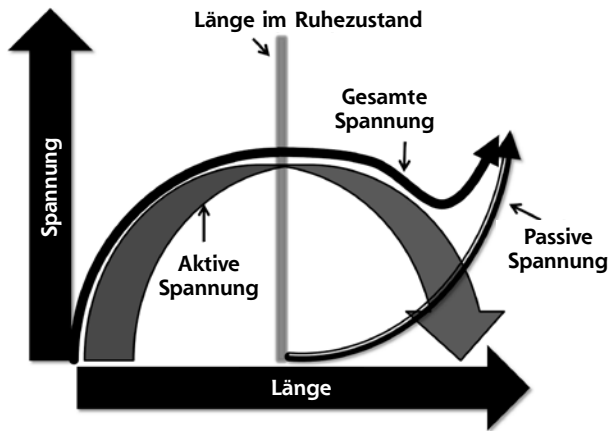 Länge im Ruhezustand
Gesamte
Spannung
Spannung
Aktive
Spannung
Passive
Spannung
Länge